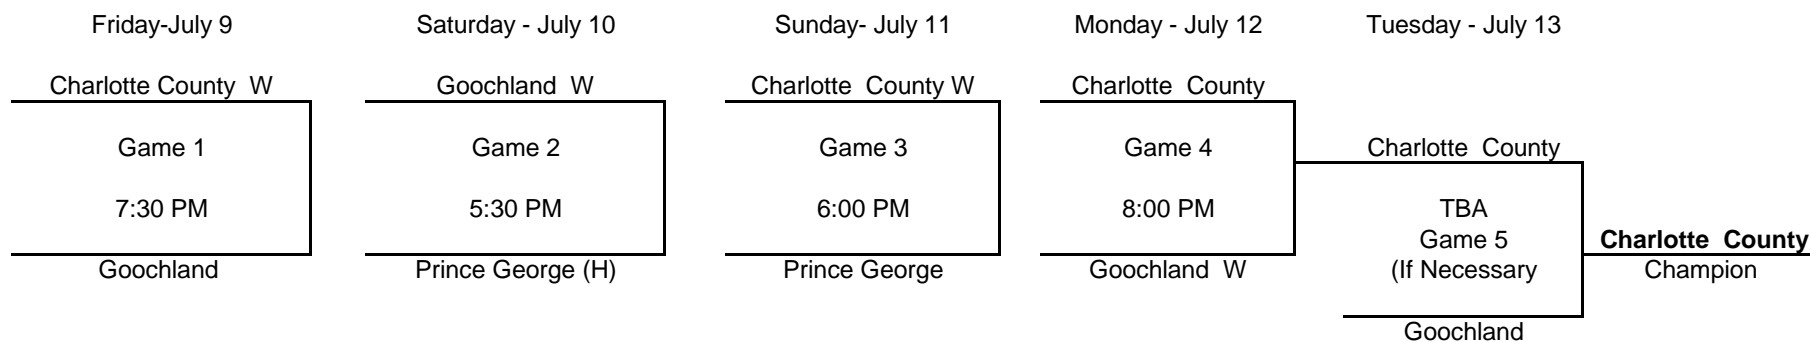 Friday-July 9 Saturday - July 10 Sunday- July 11 Monday - July 12 Tuesday - July 13
Charlotte County W Goochland W Charlotte County W Charlotte County
Game 1 Game 2 Game 3 Game 4 Charlotte County
7:30 PM 5:30 PM 6:00 PM 8:00 PM TBA
Game 5 Charlotte County
Goochland Prince George (H) Prince George Goochland W (If Necessary Champion
Goochland